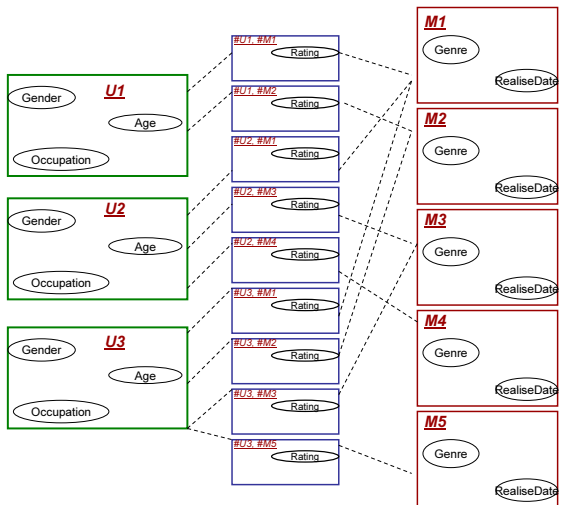 U1
Gender
Age
Occupation
U2
Gender
Age
Occupation
U3
Gender
Age
Occupation
#U1, #M1
Rating
#U1, #M2
Rating
#U2, #M1
Rating
#U2, #M3
Rating
#U2, #M4
Rating
#U3, #M1
Rating
#U3, #M2
Rating
#U3, #M3
Rating
#U3, #M5
Rating
M1
Genre
RealiseDate
M2
Genre
RealiseDate
M3
Genre
RealiseDate
M4
Genre
RealiseDate
M5
Genre
RealiseDate